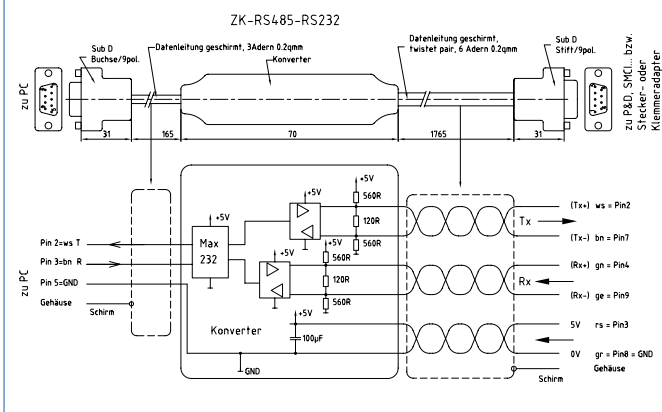 ZK-RS485-RS232
Sub D
Buchse/9pol.
Datenleitung geschirmt, 3Adern 0.2qmm
Konverter
Datenleitung geschirmt,
twistet pair, 6 Adern 0.2qmm
Sub D
Stift/9pol.
zu PC
zu P&D, SMCI... bzw.
Stecker- oder
Klemmeradapter
31
165
70
1765
31
+5V
560R
120R
560R
+5V
Max
232
+5V
560R
120R
560R
+5V
100µF
Konverter
GND
zu PC
Pin 2=ws T
Pin 3=bn R
Pin 5=GND
Gehäuse
Schirm
Tx
Rx
(Tx+) ws = Pin2
(Tx-) bn = Pin7
(Rx+) gn = Pin4
(Rx-) ge = Pin9
5V rs = Pin3
0V gr = Pin8 = GND
Gehäuse
Schirm